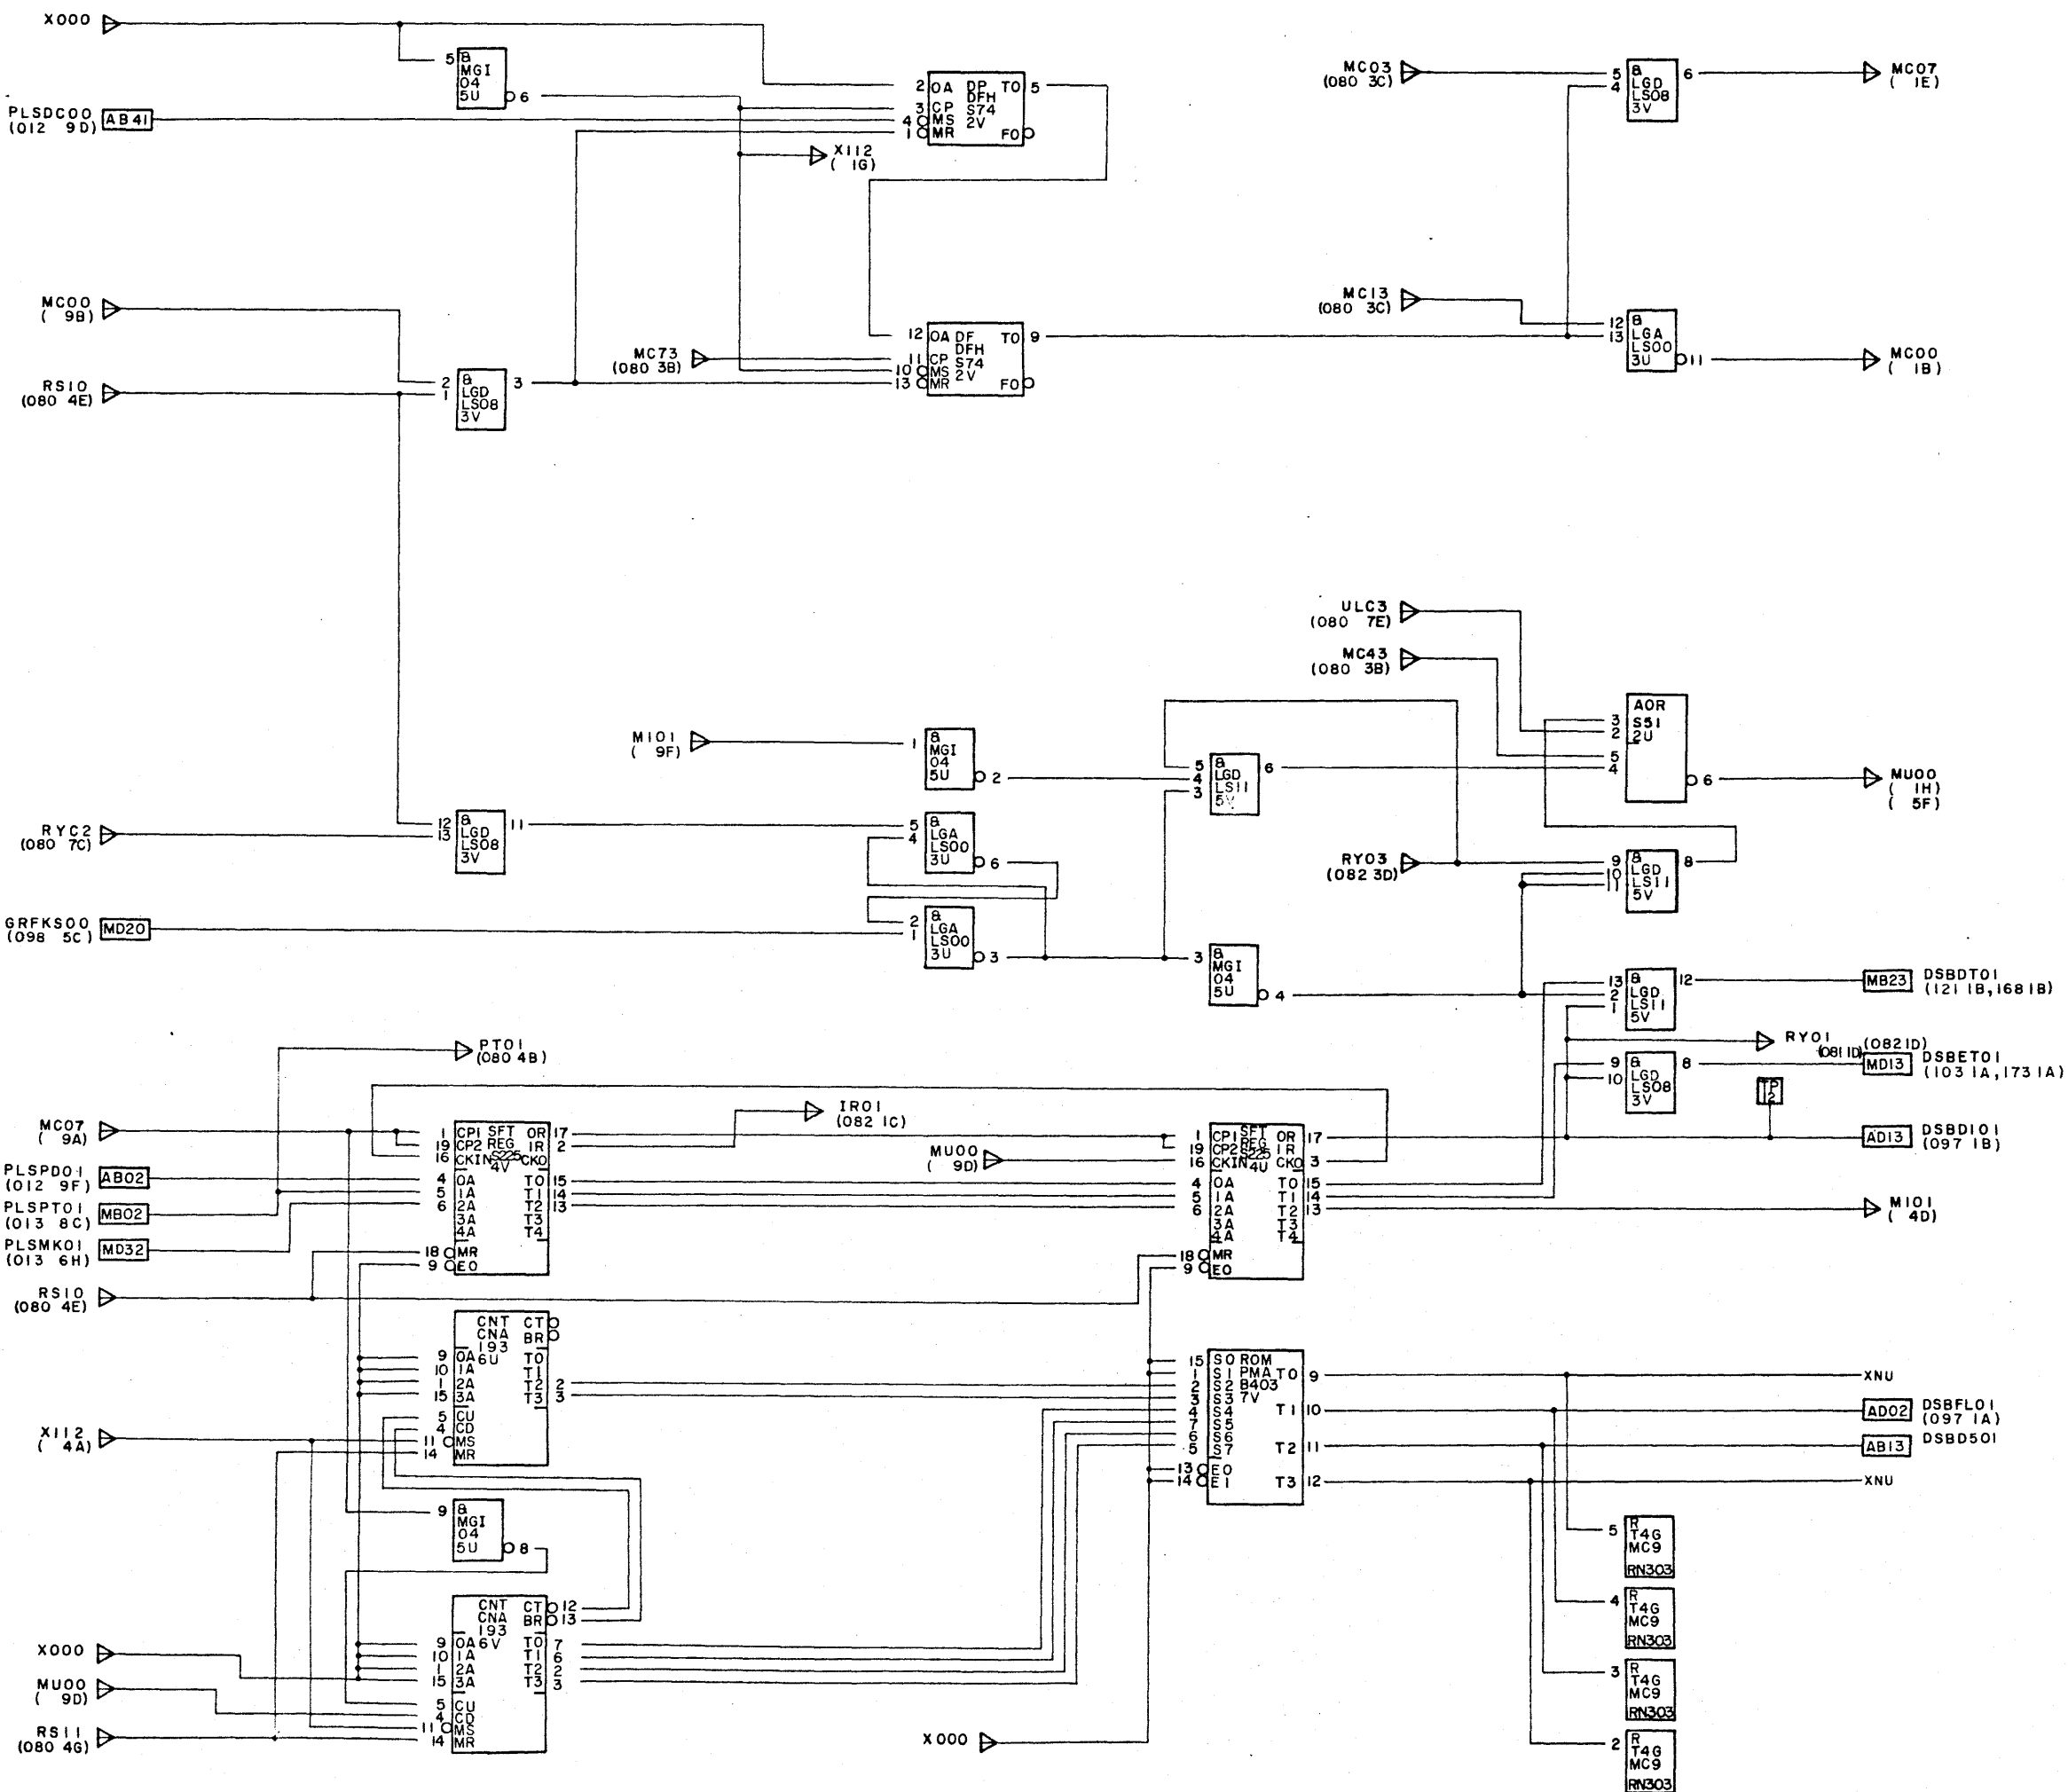 X000
5 &
MGI
04
5U 6
PLSDC00
(012 9D) AB41
2 0A DP T0 5
DFH
3 CP S74
4 MS 2V
1 MR F0
X112
( 1G)
MC03
(080 3C)
5 & 6
4 LGD
LS08
3V
MC07
( 1E)
MC00
( 9B)
RS10
(080 4E)
2 & 3
1 LGD
LS08
3V
MC73
(080 3B)
12 0A DF T0 9
DFH
11 CP S74
10 MS 2V
13 MR F0
MC13
(080 3C)
12 &
13 LGA
LS00
3U 11
MC00
( 1B)
ULC3
(080 7E)
MC43
(080 3B)
AOR
3 S51
2 2U
5
4
6
MU00
( 1H)
( 5F)
MI01
( 9F)
1 &
MGI
04
5U 2
5 & 6
4 LGD
3 LS11
5V
RYC2
(080 7C)
12 & 11
13 LGD
LS08
3V
5 &
4 LGA
LS00
3U 6
RY03
(082 3D)
9 & 8
10 LGD
11 LS11
5V
GRFKS00
(098 5C) MD20
2 &
1 LGA
LS00
3U 3
3 &
MGI
04
5U 4
13 & 12
2 LGD
1 LS11
5V
MB23 DSBDT01
(121 1B,168 1B)
RY01
(081 1D) (082 1D)
9 & 8
10 LGD
LS08
3V
MD13 DSBET01
(103 1A,173 1A)
TP
2
AD13 DSBDI01
(097 1B)
PT01
(080 4B)
IR01
(082 1C)
MC07
( 9A)
PLSPD01
(012 9F) AB02
PLSPT01
(013 8C) MB02
PLSMK01
(013 6H) MD32
RS10
(080 4E)
1 CP1 SFT OR 17
19 CP2 REG IR 2
16 CKIN S225 CKO
4V
4 0A T0 15
5 1A T1 14
6 2A T2 13
3A T3
4A T4
18 MR
9 EO
MU00
( 9D)
1 CP1 SFT OR 17
19 CP2 REG IR
16 CKIN S225 4U CKO 3
4 0A T0 15
5 1A T1 14
6 2A T2 13
3A T3
4A T4
18 MR
9 EO
MI01
( 4D)
CNT CT
CNA BR
193
9 0A 6U T0
10 1A T1
1 2A T2 2
15 3A T3 3
5 CU
4 CD
11 MS
14 MR
X112
( 4A)
15 S0 ROM
1 S1 PMA T0 9
2 S2 B403
3 S3 7V
4 S4 T1 10
7 S5
6 S6
5 S7 T2 11
13 E0
14 E1 T3 12
XNU
AD02 DSBFL01
(097 1A)
AB13 DSBD501
XNU
9 &
MGI
04
5U 8
5 R
T4G
MC9
RN303
4 R
T4G
MC9
RN303
3 R
T4G
MC9
RN303
2 R
T4G
MC9
RN303
CNT CT 12
CNA BR 13
193
9 0A 6V T0 7
10 1A T1 6
1 2A T2 2
15 3A T3 3
5 CU
4 CD
11 MS
14 MR
X000
MU00
( 9D)
RS11
(080 4G)
X000